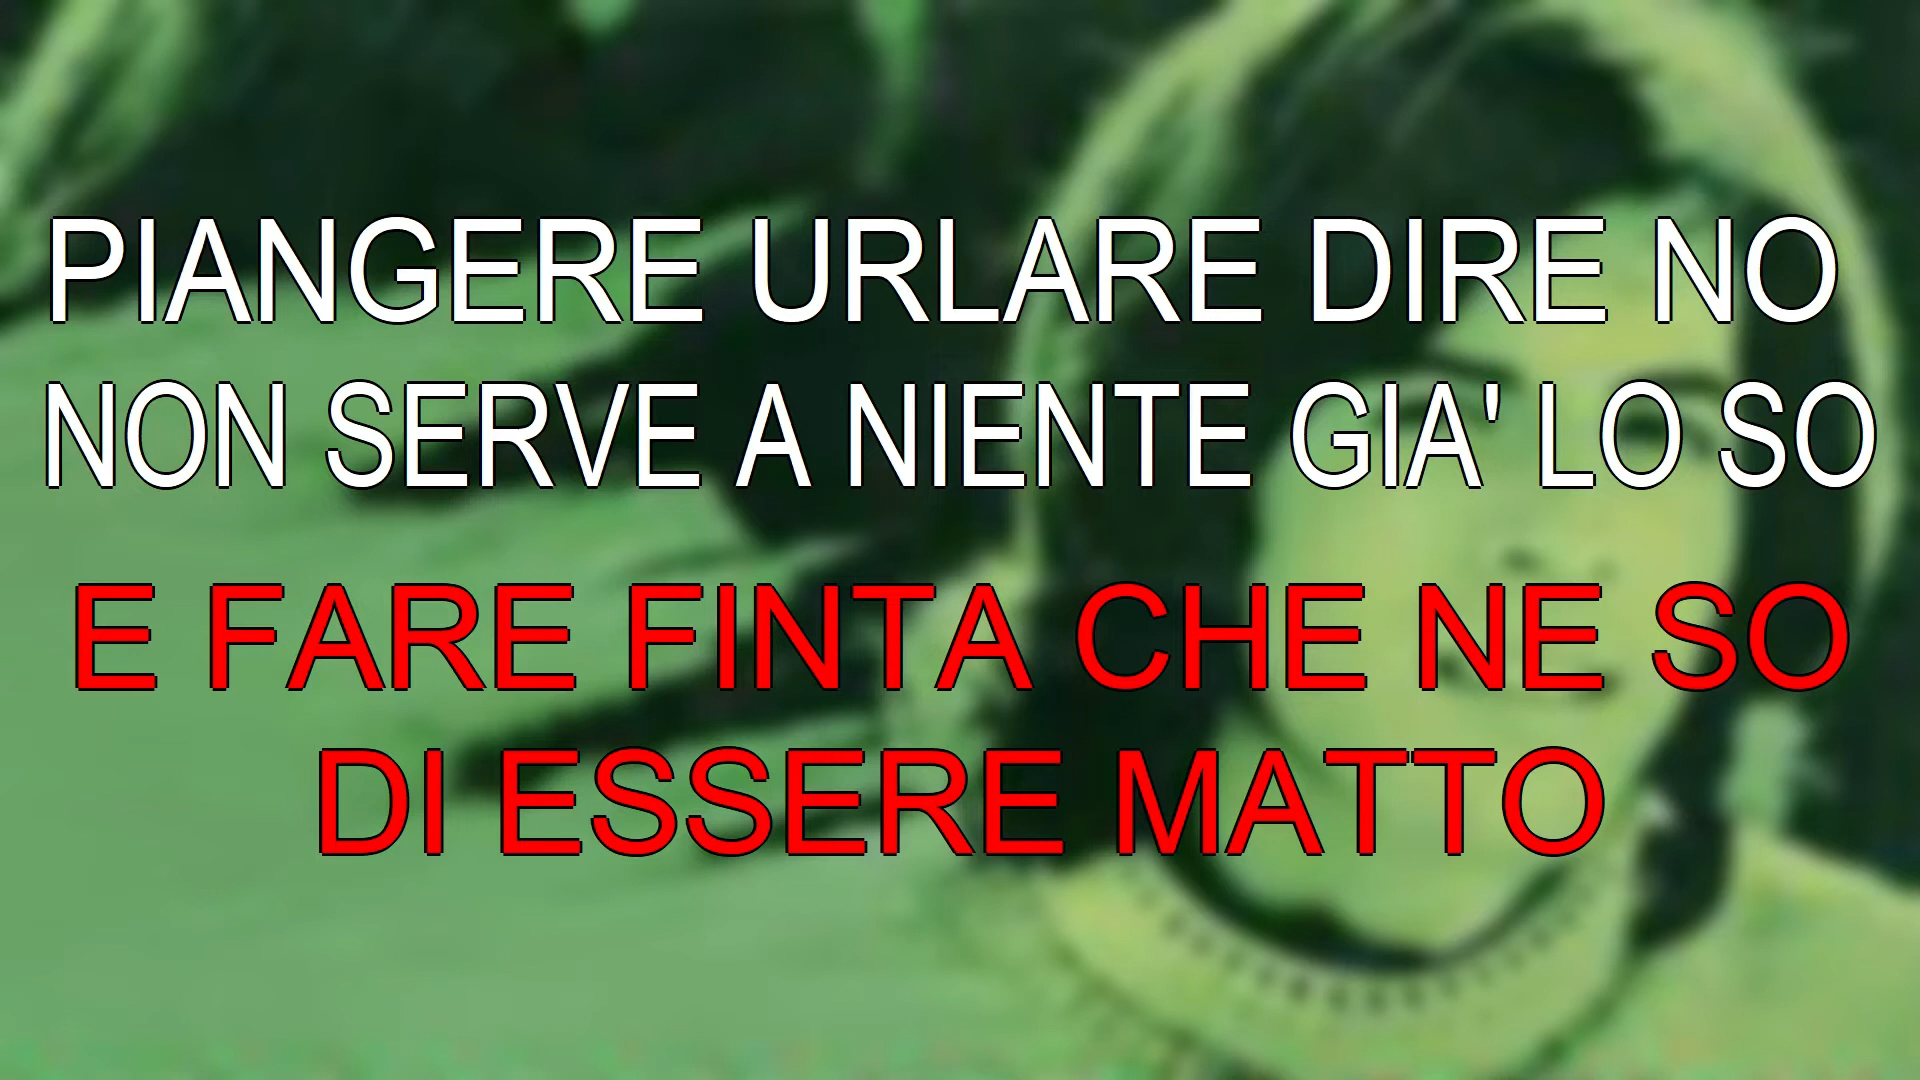 PIANGERE URLARE DIRE NO
NON SERVE A NIENTE GIA' LO SO
E FARE FINTA CHE NE SO
DI ESSERE MATTO